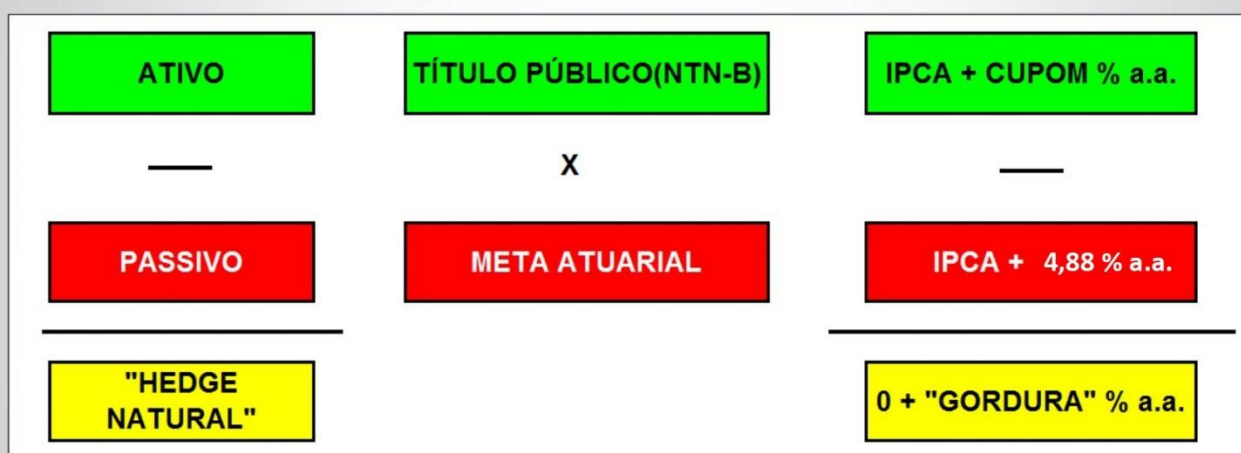 ATIVO
TÍTULO PÚBLICO(NTN-B)
IPCA + CUPOM % a.a.
—
X
—
PASSIVO
META ATUARIAL
IPCA + 4,88 % a.a.
"HEDGE
NATURAL"
0 + "GORDURA" % a.a.